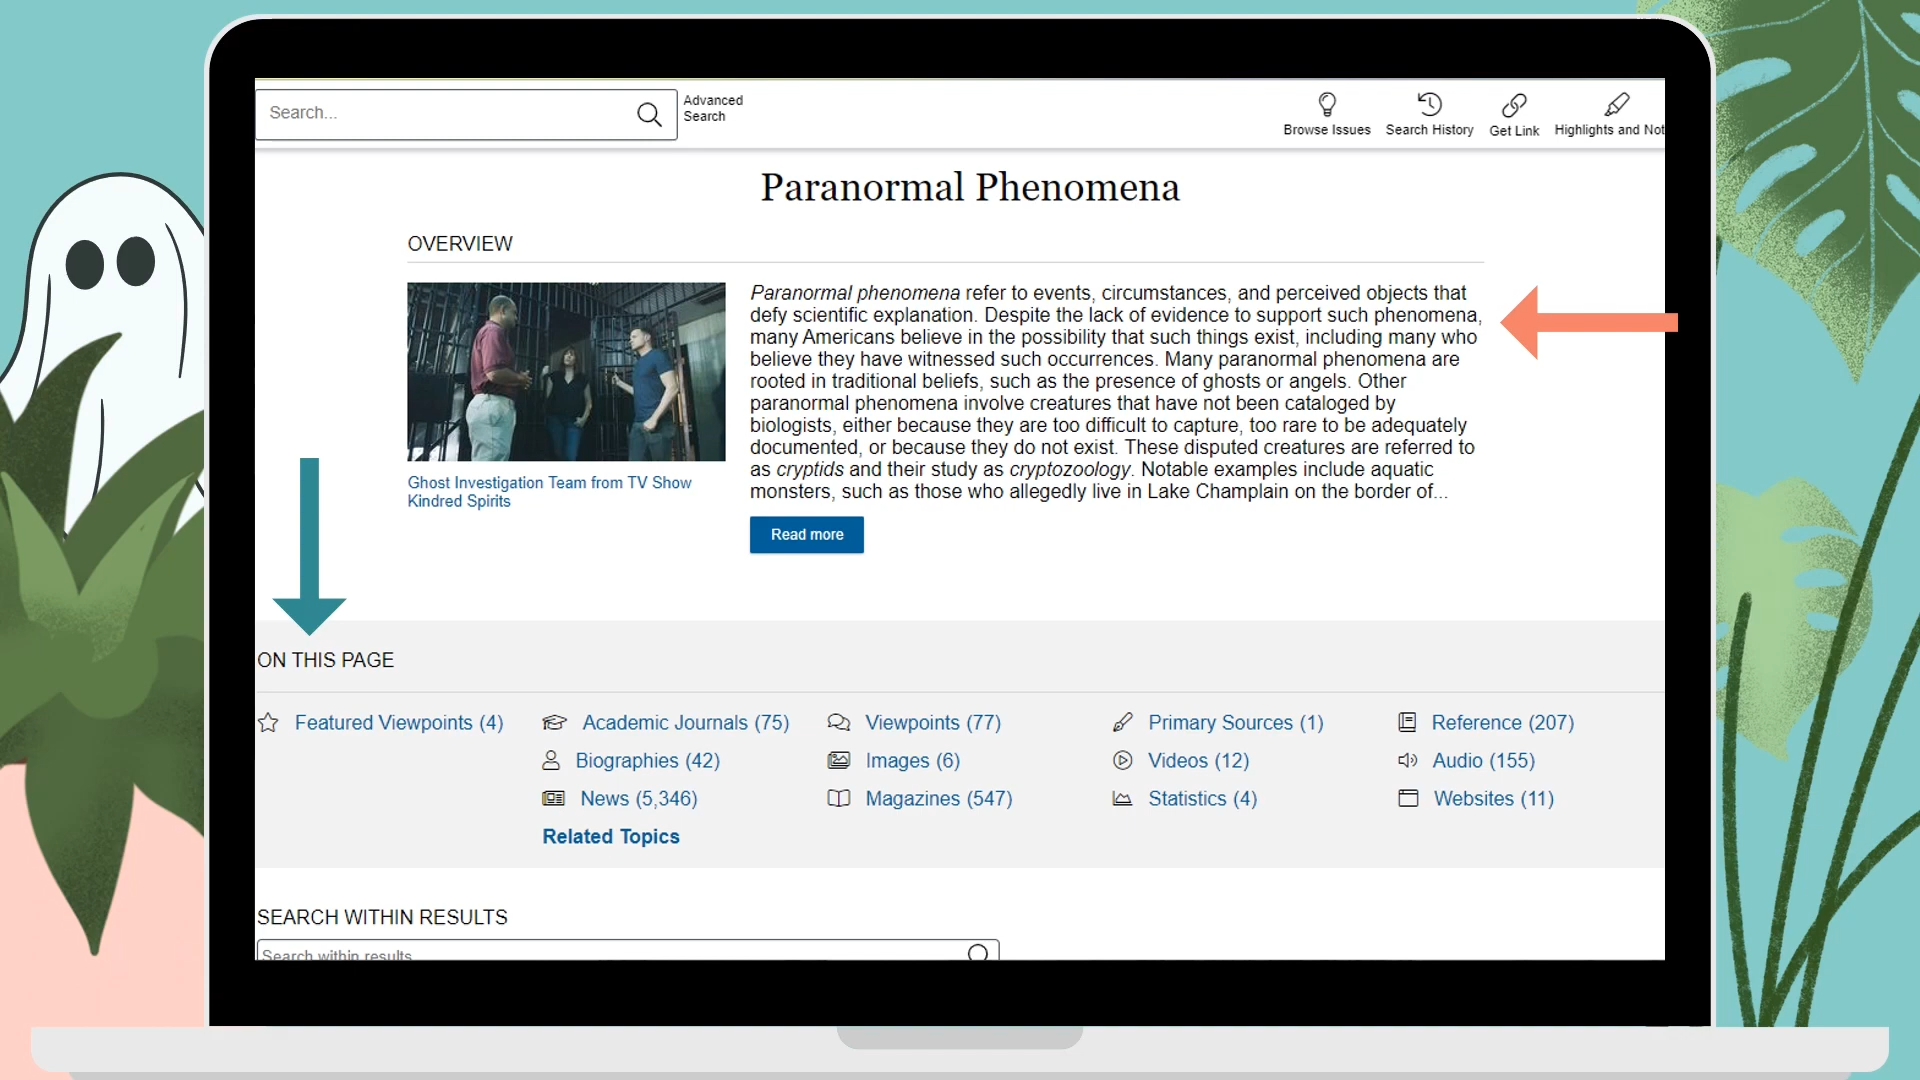 Search...
Advanced
Search
Browse Issues
Search History
Get Link
Highlights and Not
Paranormal Phenomena
OVERVIEW
Paranormal phenomena refer to events, circumstances, and perceived objects that
defy scientific explanation. Despite the lack of evidence to support such phenomena,
many Americans believe in the possibility that such things exist, including many who
believe they have witnessed such occurrences. Many paranormal phenomena are
rooted in traditional beliefs, such as the presence of ghosts or angels. Other
paranormal phenomena involve creatures that have not been cataloged by
biologists, either because they are too difficult to capture, too rare to be adequately
documented, or because they do not exist. These disputed creatures are referred to
as cryptids and their study as cryptozoology. Notable examples include aquatic
monsters, such as those who allegedly live in Lake Champlain on the border of...
Ghost Investigation Team from TV Show
Kindred Spirits
Read more
ON THIS PAGE
Featured Viewpoints (4)
Academic Journals (75)
Viewpoints (77)
Primary Sources (1)
Reference (207)
Biographies (42)
Images (6)
Videos (12)
Audio (155)
News (5,346)
Magazines (547)
Statistics (4)
Websites (11)
Related Topics
SEARCH WITHIN RESULTS
Search within results